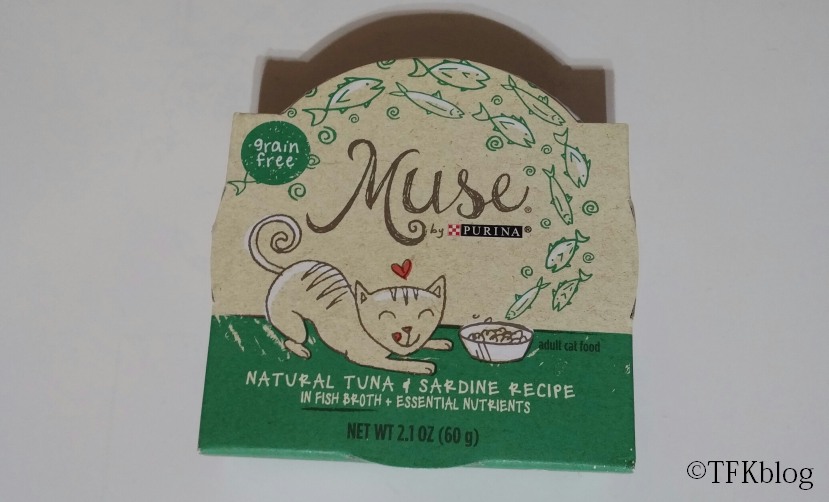 grain
free
Muse®
by PURINA®
adult cat food
NATURAL TUNA & SARDINE RECIPE
IN FISH BROTH + ESSENTIAL NUTRIENTS
NET WT 2.1 OZ (60 g)
©TFKblog